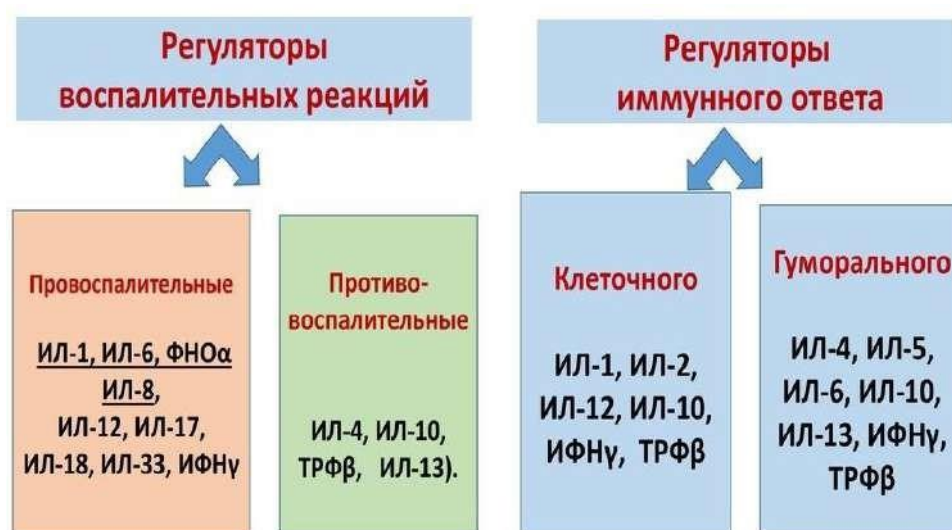 Регуляторы
воспалительных реакций
Регуляторы
иммунного ответа
Провоспалительные
ИЛ-1, ИЛ-6, ФНОα
ИЛ-8,
ИЛ-12, ИЛ-17,
ИЛ-18, ИЛ-33, ИФНγ
Противо-
воспалительные
ИЛ-4, ИЛ-10,
ТРФβ, ИЛ-13).
Клеточного
ИЛ-1, ИЛ-2,
ИЛ-12, ИЛ-10,
ИФНγ, ТРФβ
Гуморального
ИЛ-4, ИЛ-5,
ИЛ-6, ИЛ-10,
ИЛ-13, ИФНγ,
ТРФβ